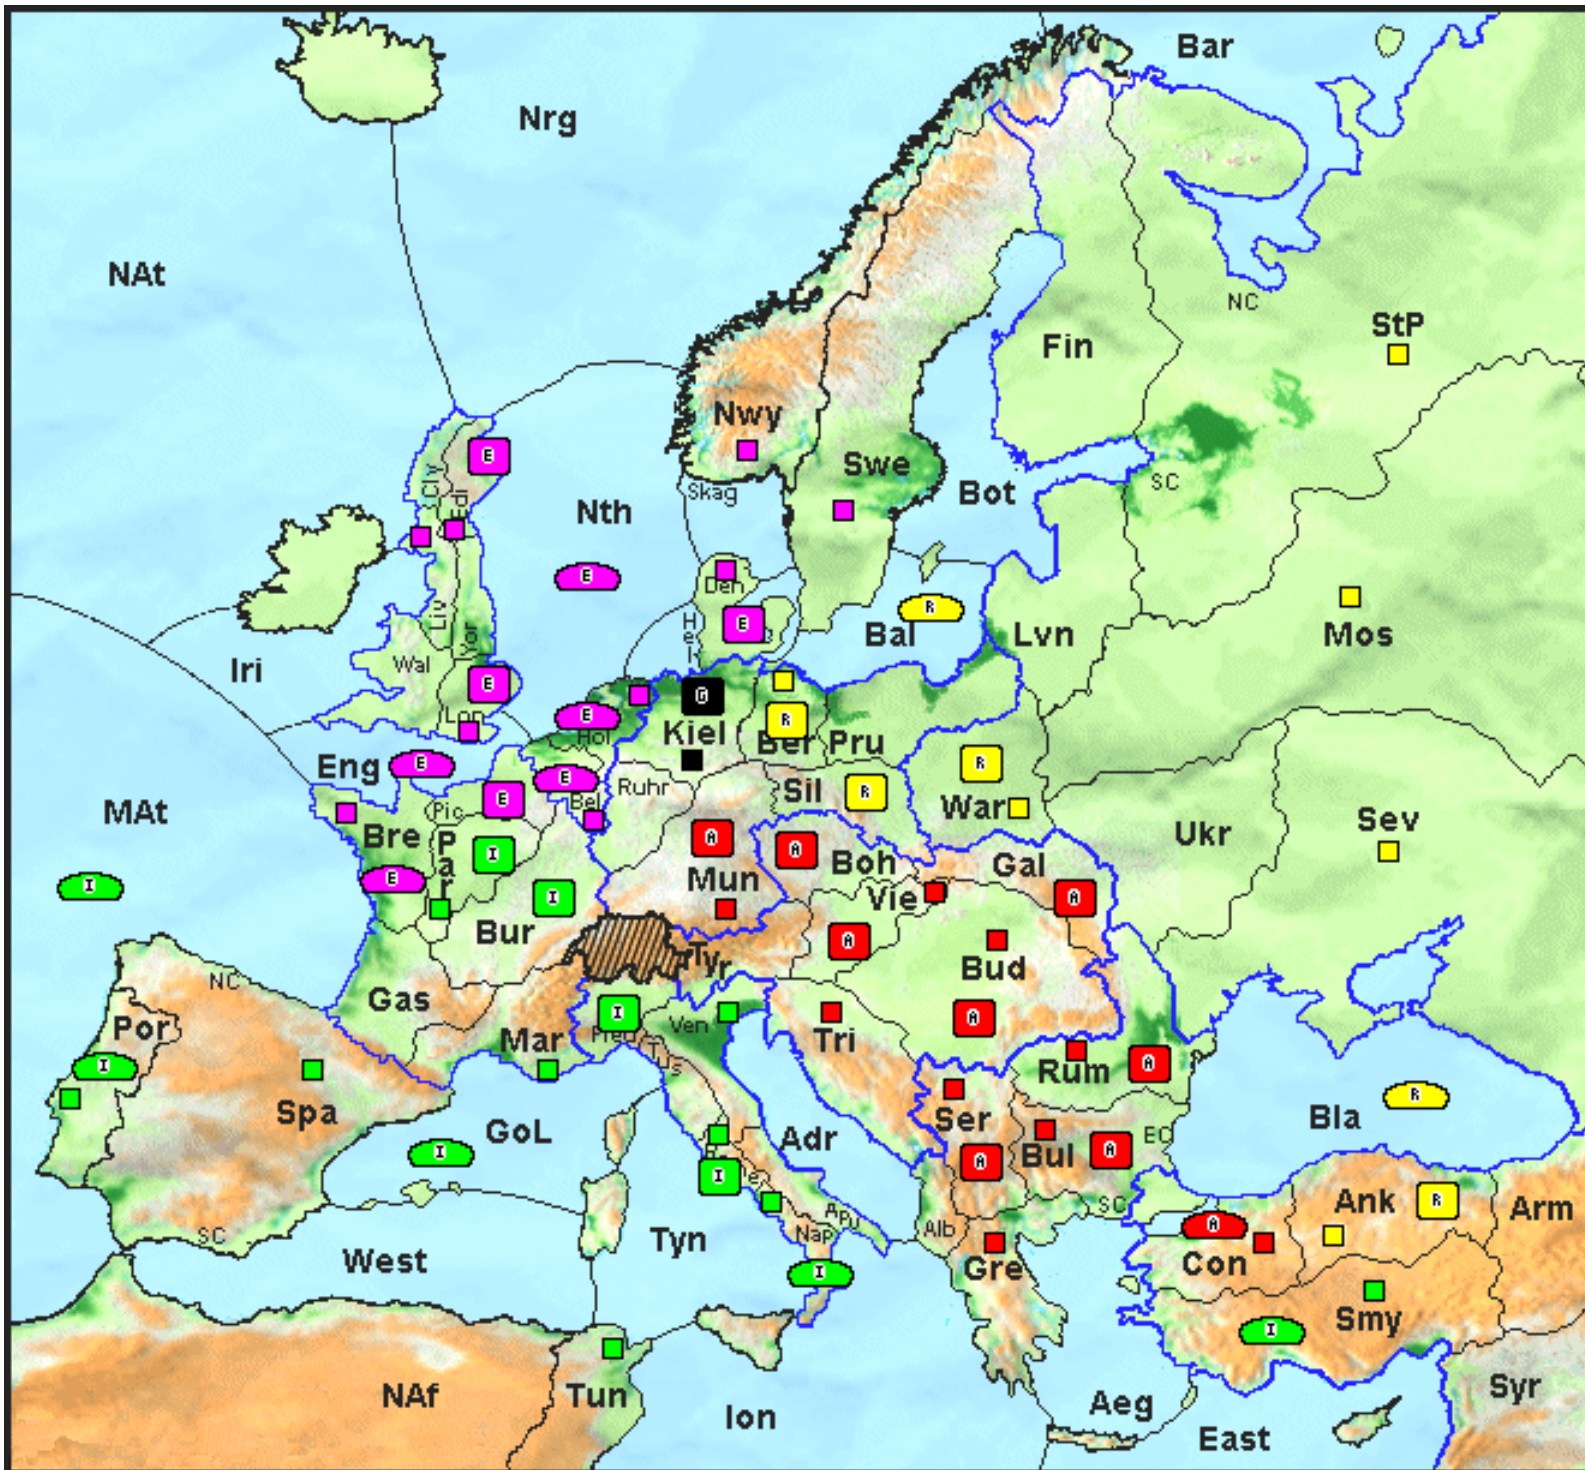 Bar
Nrg
NAt
NC
StP
Fin
Nwy
Swe
Cly
E
Edi
Skag
Bot
SC
Nth
E
Den
E
R
Bal
Lvn
Mos
Hel
Liv
Yor
Wal
Iri
E
Lon
E
Hol
G
Kiel
R
Ber
Pru
Eng
E
E
Bel
Ruhr
Sil
R
R
War
MAt
Pic
E
Bre
Par
I
A
Mun
A
Boh
Gal
Ukr
Sev
I
E
I
Bur
Vie
A
A
Tyr
Bud
NC
Gas
Por
I
Mar
I
Pied
Ven
Tus
Tri
A
Rum
A
Spa
GoL
I
Adr
Ser
A
Bul
A
EC
SC
Bla
R
I
Apu
Nap
Alb
Gre
A
Con
Ank
R
Arm
SC
West
Tyn
I
I
Smy
NAf
Tun
Ion
Aeg
East
Syr